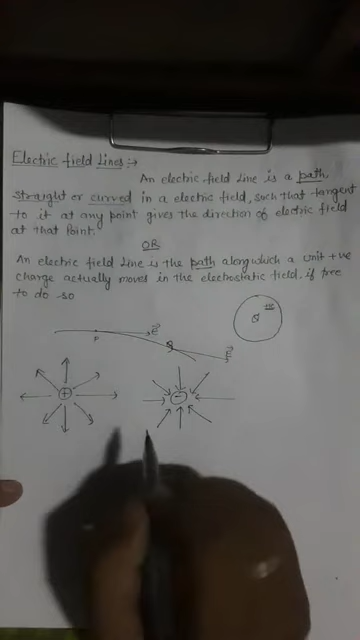 Electric field Lines :→
An electric field Line is a path,
straight or curved in a electric field, such that tangent
to it at any point gives the direction of electric field
at that point.
OR
An electric field Line is the path along which a unit +ve
charge actually moves in the electrostatic field. if free
to do so
E
P
Q
E
+
−